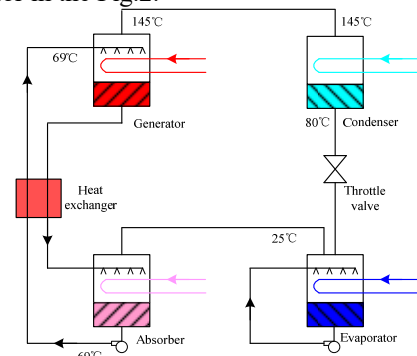 145℃
145℃
69℃
Generator
80℃
Condenser
Heat
exchanger
Throttle
valve
25℃
Absorber
Evaporator